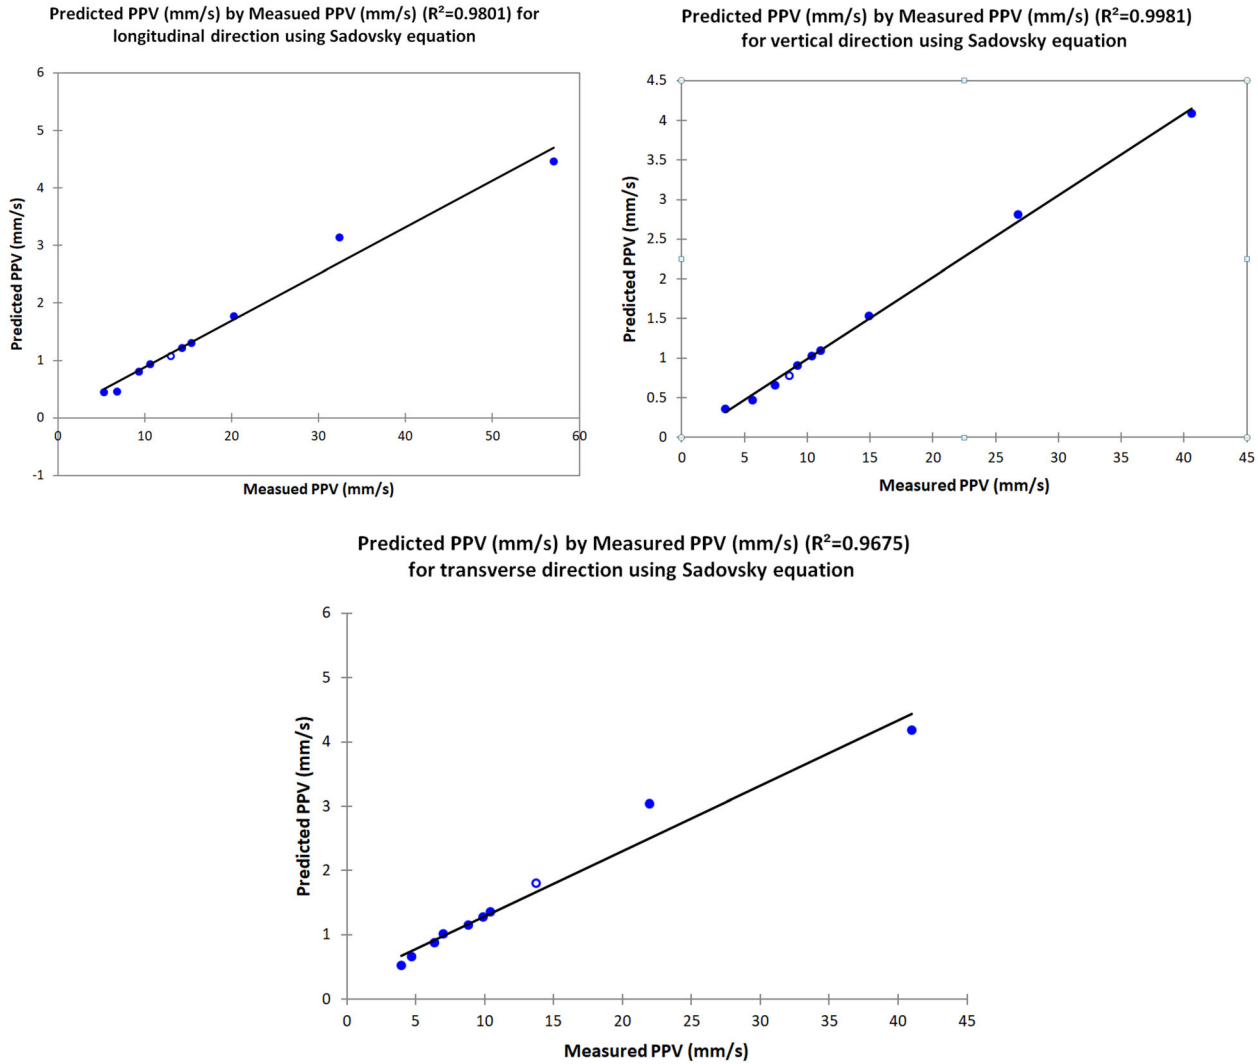 Predicted PPV (mm/s) by Measued PPV (mm/s) (R²=0.9801) for
longitudinal direction using Sadovsky equation
6
5
4
3
2
1
0
-1
0 10 20 30 40 50 60
Predicted PPV (mm/s)
Measued PPV (mm/s)
Predicted PPV (mm/s) by Measured PPV (mm/s) (R²=0.9981)
for vertical direction using Sadovsky equation
4.5
4
3.5
3
2.5
2
1.5
1
0.5
0
0 5 10 15 20 25 30 35 40 45
Predicted PPV (mm/s)
Measured PPV (mm/s)
Predicted PPV (mm/s) by Measured PPV (mm/s) (R²=0.9675)
for transverse direction using Sadovsky equation
6
5
4
3
2
1
0
0 5 10 15 20 25 30 35 40 45
Predicted PPV (mm/s)
Measured PPV (mm/s)